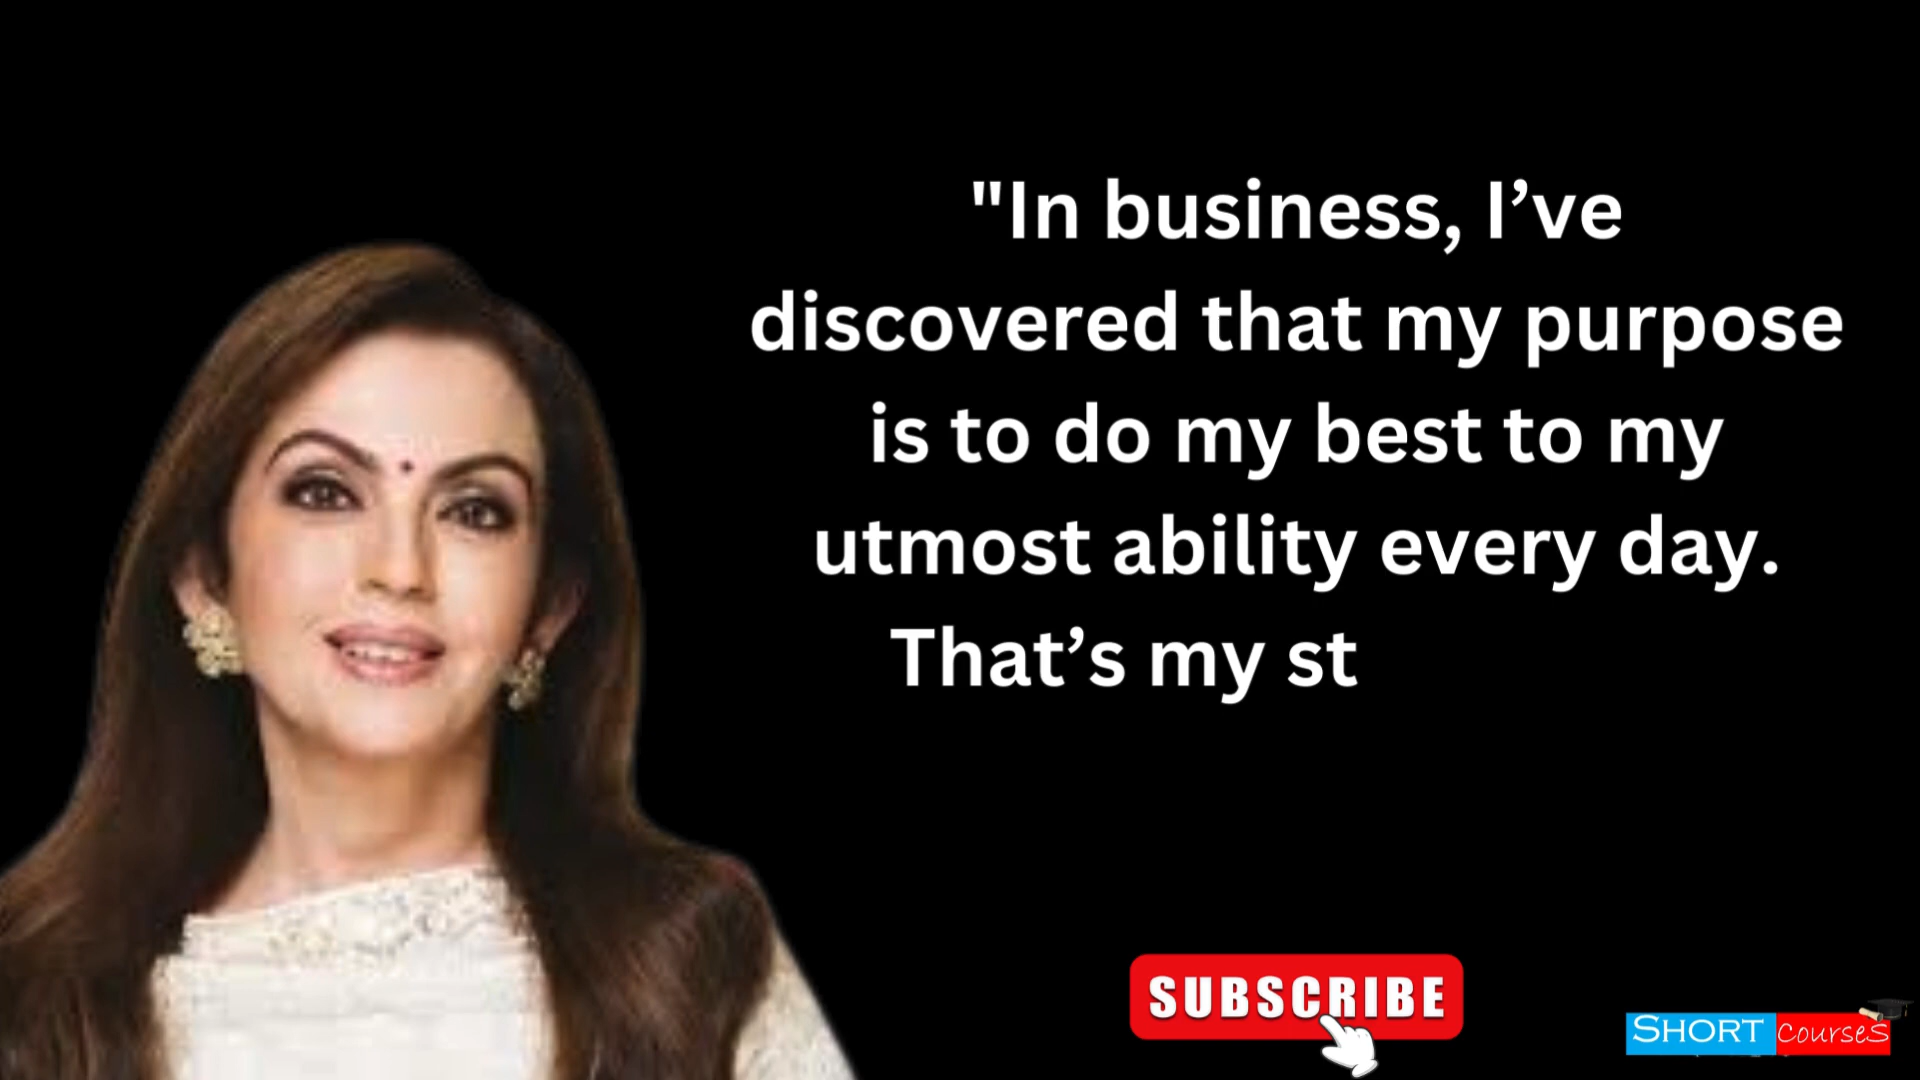 "In business, I’ve
discovered that my purpose
is to do my best to my
utmost ability every day.
That’s my st
SUBSCRIBE
SHORT courses